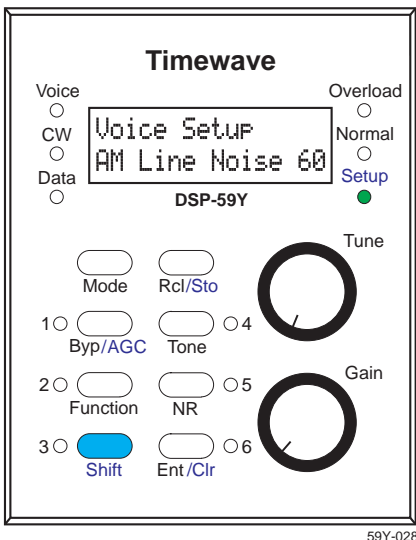 Timewave
Voice
Overload
CW
Voice Setup
Normal
AM Line Noise 60
Data
Setup
DSP-59Y
Tune
Mode
Rcl/Sto
1
4
Byp/AGC
Tone
Gain
2
5
Function
NR
3
6
Shift
Ent/Clr
59Y-028